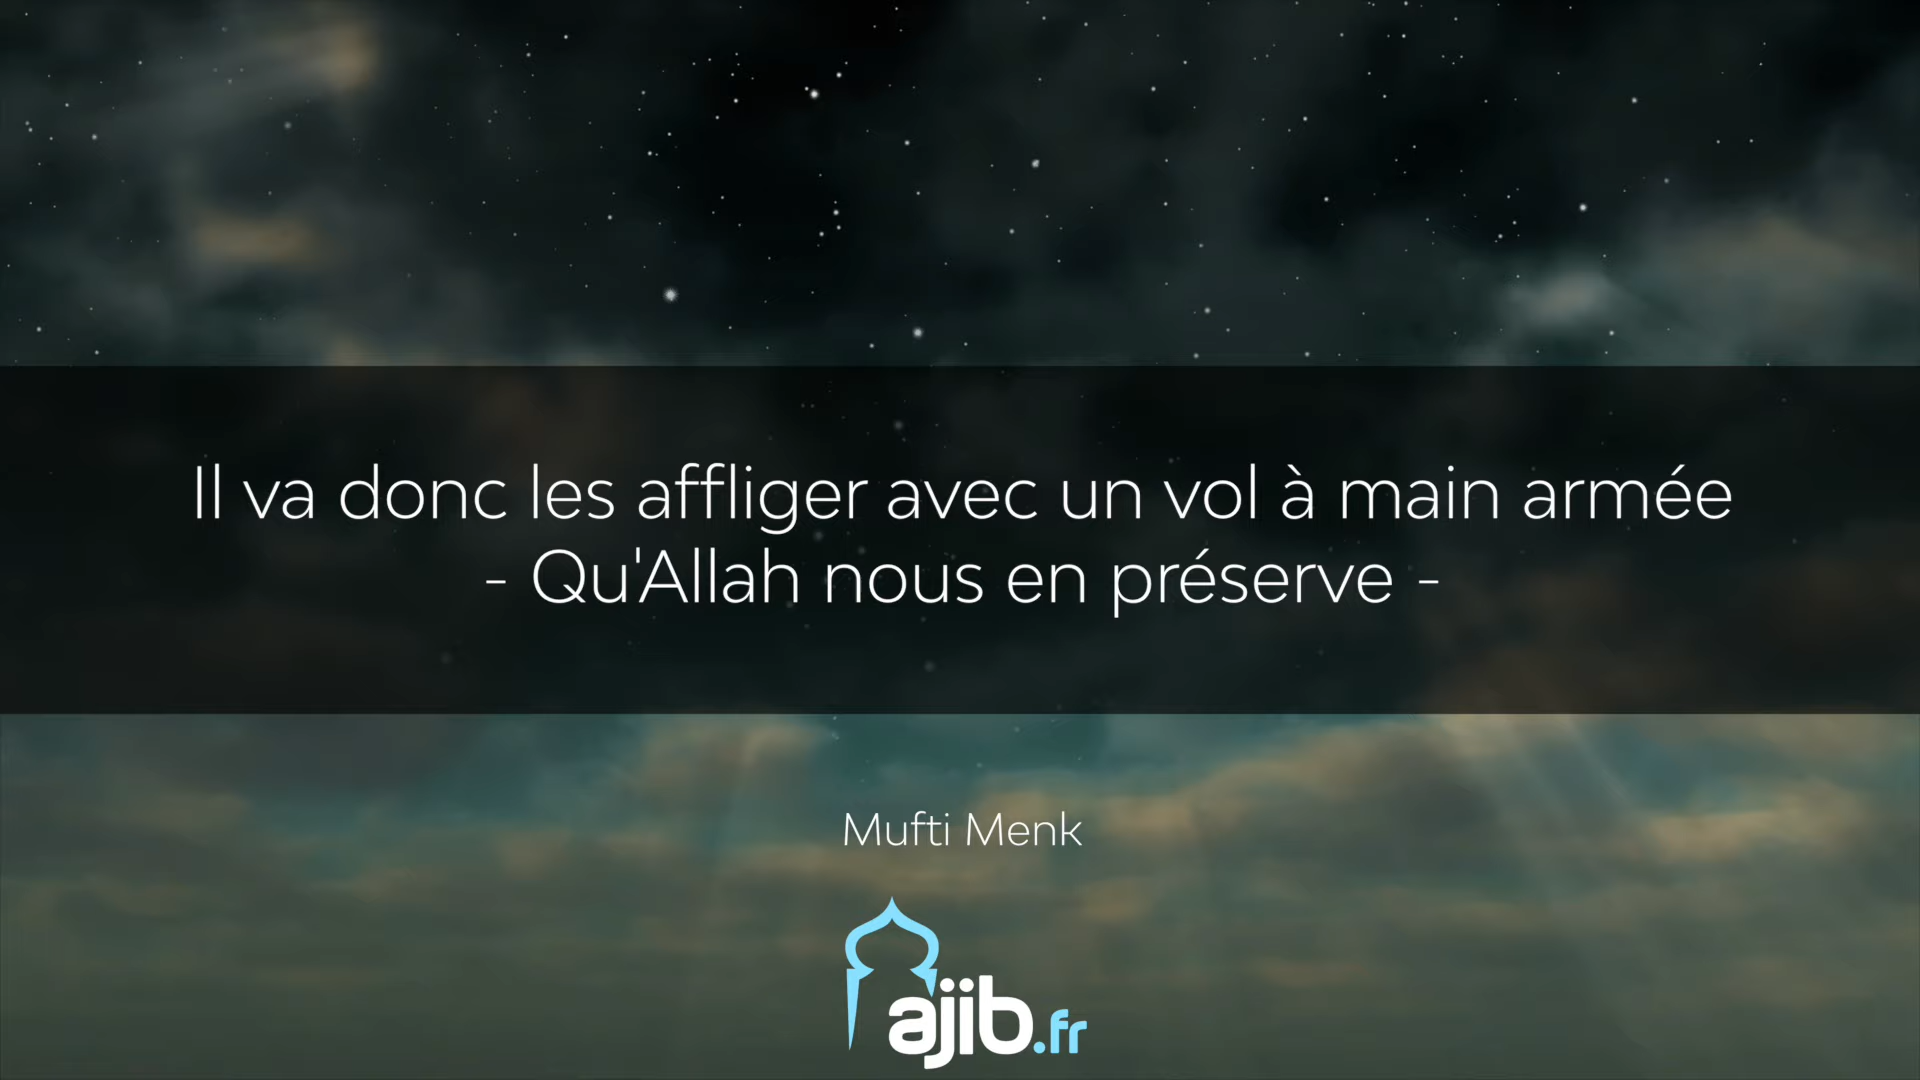 Il va donc les affliger avec un vol à main armée
- Qu'Allah nous en préserve -
Mufti Menk
ajib.fr